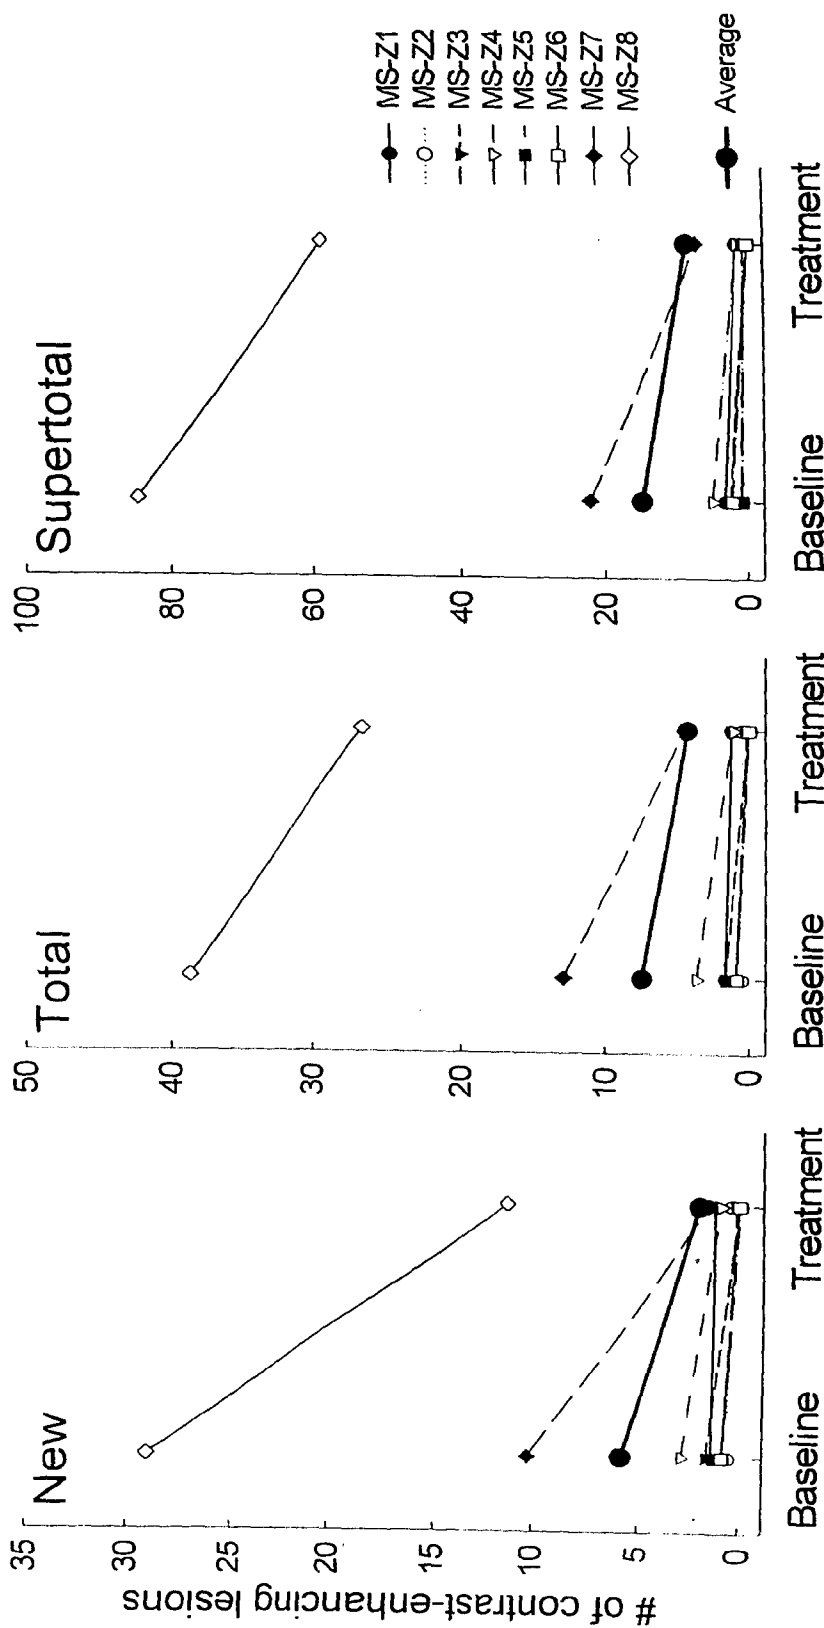 # of contrast-enhancing lesions
New
35
30
25
20
15
10
5
0
Baseline
Treatment
Total
50
40
30
20
10
0
Baseline
Treatment
Supertotal
100
80
60
40
20
0
Baseline
Treatment
MS-Z1
MS-Z2
MS-Z3
MS-Z4
MS-Z5
MS-Z6
MS-Z7
MS-Z8
Average